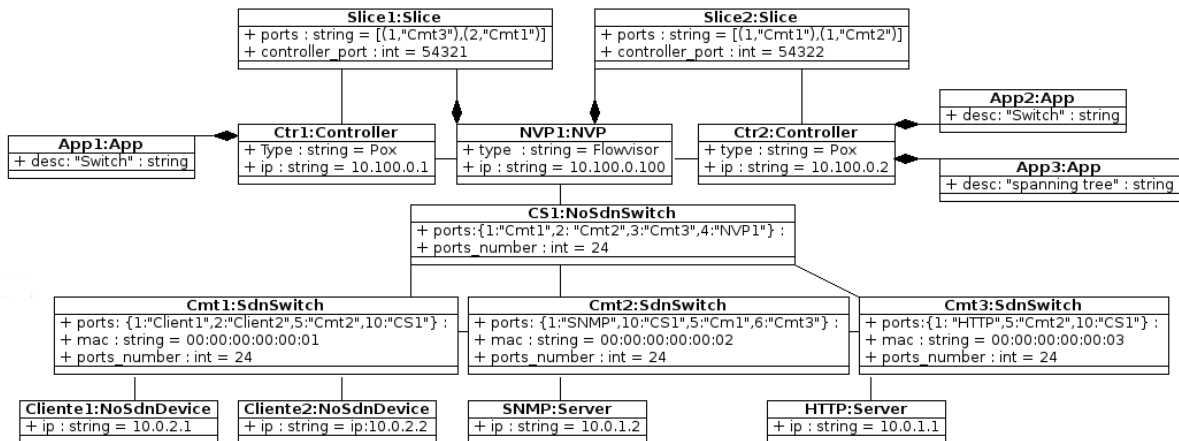 Slice1:Slice
+ ports : string = [(1,"Cmt3"),(2,"Cmt1")]
+ controller_port : int = 54321
Slice2:Slice
+ ports : string = [(1,"Cmt1"),(1,"Cmt2")]
+ controller_port : int = 54322
App1:App
+ desc: "Switch" : string
Ctr1:Controller
+ Type : string = Pox
+ ip : string = 10.100.0.1
NVP1:NVP
+ type : string = Flowvisor
+ ip : string = 10.100.0.100
Ctr2:Controller
+ type : string = Pox
+ ip : string = 10.100.0.2
App2:App
+ desc: "Switch" : string
App3:App
+ desc: "spanning tree" : string
CS1:NoSdnSwitch
+ ports:{1:"Cmt1",2: "Cmt2",3:"Cmt3",4:"NVP1"} :
+ ports_number : int = 24
Cmt1:SdnSwitch
+ ports: {1:"Client1",2:"Client2",5:"Cmt2",10:"CS1"} :
+ mac : string = 00:00:00:00:00:01
+ ports_number : int = 24
Cmt2:SdnSwitch
+ ports: {1:"SNMP",10:"CS1",5:"Cm1",6:"Cmt3"} :
+ mac : string = 00:00:00:00:00:02
+ ports_number : int = 24
Cmt3:SdnSwitch
+ ports:{1: "HTTP",5:"Cmt2",10:"CS1"} :
+ mac : string = 00:00:00:00:00:03
+ ports_number : int = 24
Cliente1:NoSdnDevice
+ ip : string = 10.0.2.1
Cliente2:NoSdnDevice
+ ip : string = ip:10.0.2.2
SNMP:Server
+ ip : string = 10.0.1.2
HTTP:Server
+ ip : string = 10.0.1.1